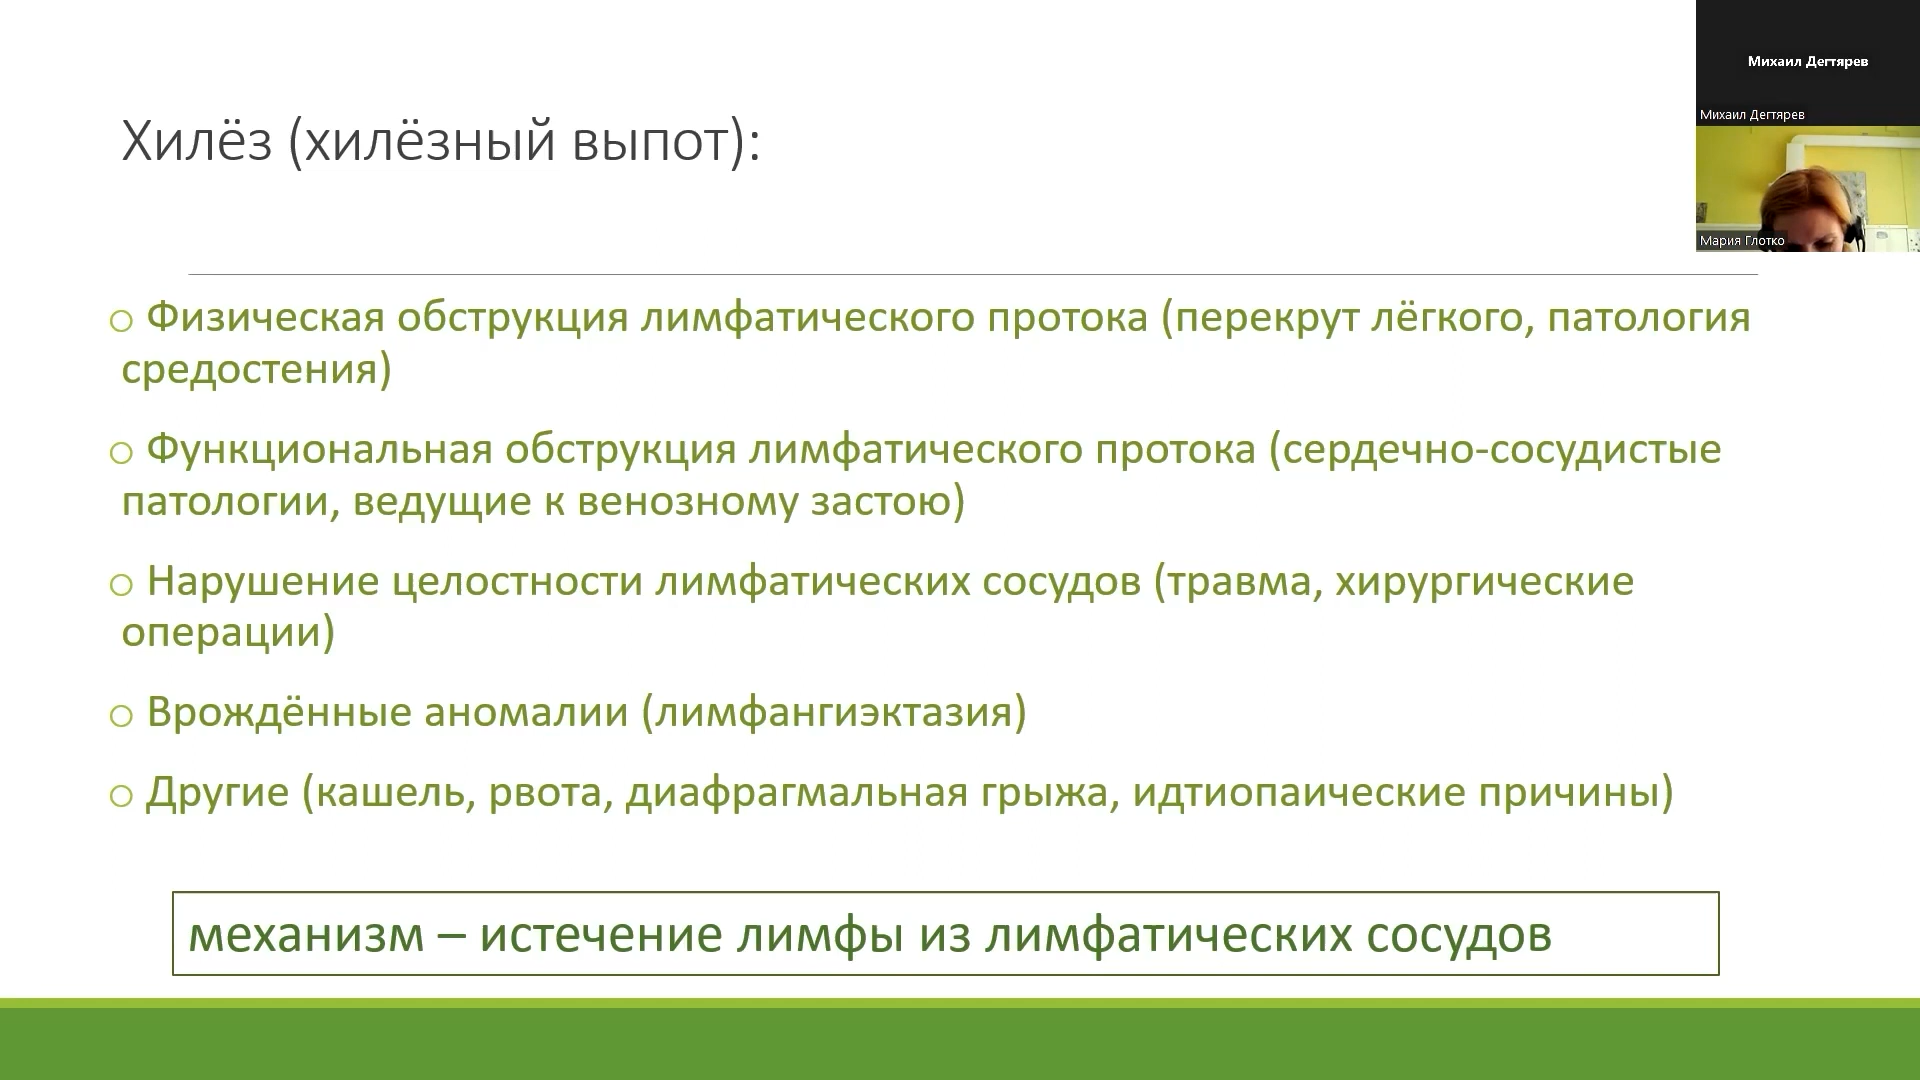 Хилёз (хилёзный выпот):
Михаил Дегтярев
Михаил Дегтярев
Мария Глотко
Физическая обструкция лимфатического протока (перекрут лёгкого, патология
средостения)
Функциональная обструкция лимфатического протока (сердечно-сосудистые
патологии, ведущие к венозному застою)
Нарушение целостности лимфатических сосудов (травма, хирургические
операции)
Врождённые аномалии (лимфангиэктазия)
Другие (кашель, рвота, диафрагмальная грыжа, идтиопаические причины)
механизм – истечение лимфы из лимфатических сосудов